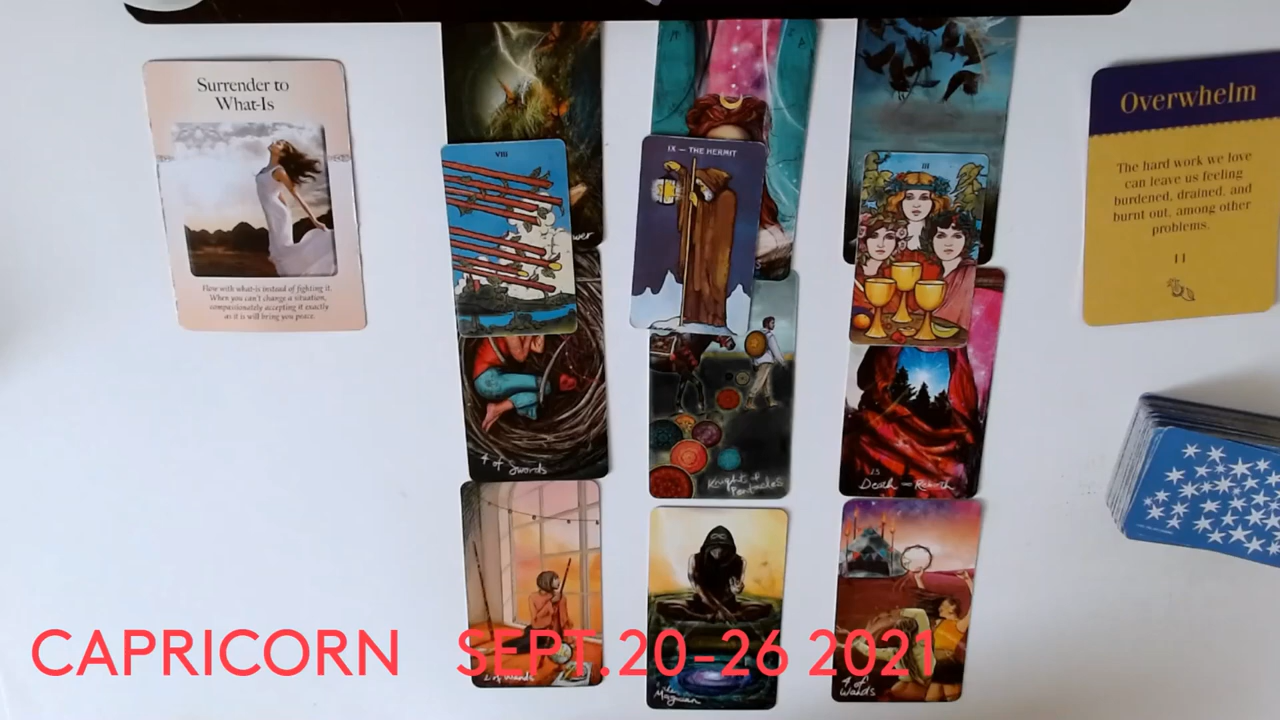 Surrender to
What-Is
Flow with what-is instead of fighting it.
When you can't change a situation,
compassionately accepting it exactly
as it is will bring you peace.
VIII
IX — THE HERMIT
III
Overwhelm
The hard work we love
can leave us feeling
burdened, drained, and
burnt out, among other
problems.
11
wer
4 of Swords
Knight of
Pentacles
13
Death — Rebirth
2 of Wands
The
Magician
4 of
Wands
CAPRICORN SEPT.20-26 2021